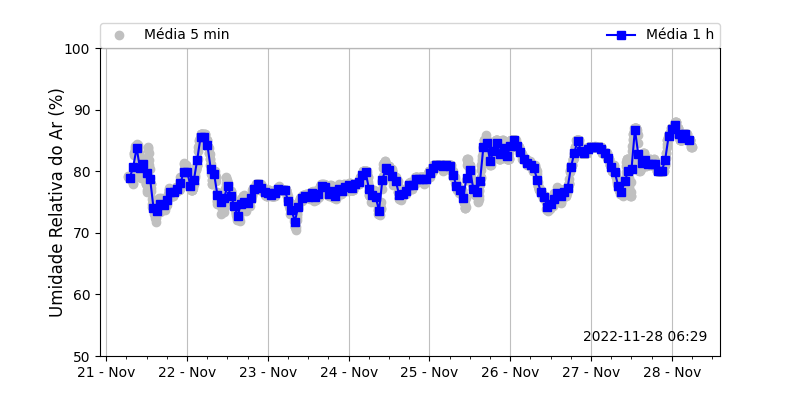 Média 5 min
Média 1 h
Umidade Relativa do Ar (%)
100
90
80
70
60
50
2022-11-28 06:29
21 - Nov
22 - Nov
23 - Nov
24 - Nov
25 - Nov
26 - Nov
27 - Nov
28 - Nov